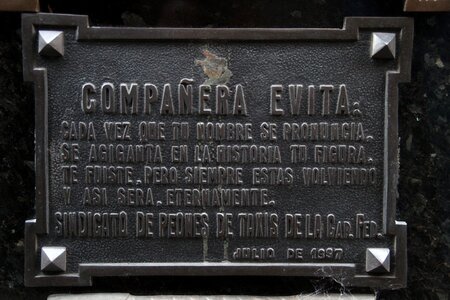 COMPAÑERA EVITA:
CADA VEZ QUE TU NOMBRE SE PRONUNCIA.
SE AGIGANTA EN LA HISTORIA TU FIGURA.
TE FUISTE. PERO SIEMPRE ESTAS VOLVIENDO
Y ASI SERA. ETERNAMENTE.
SINDICATO DE PEONES DE TAXIS DE LA CAP. FED.
JULIO DE 1997